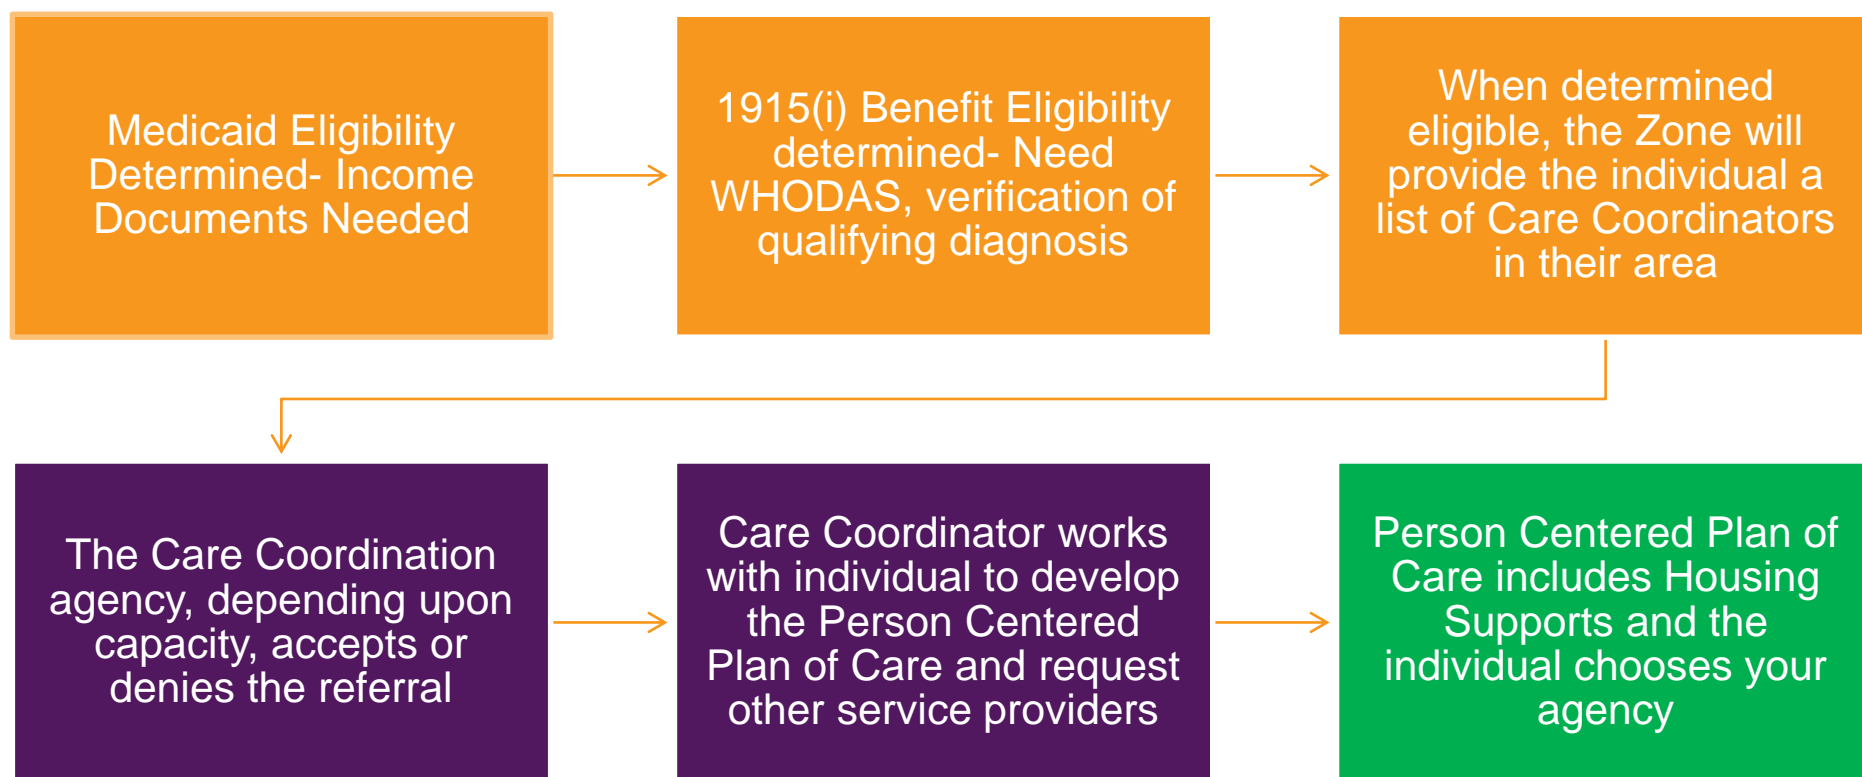 Medicaid Eligibility
Determined- Income
Documents Needed
1915(i) Benefit Eligibility
determined- Need
WHODAS, verification of
qualifying diagnosis
When determined
eligible, the Zone will
provide the individual a
list of Care Coordinators
in their area
The Care Coordination
agency, depending upon
capacity, accepts or
denies the referral
Care Coordinator works
with individual to develop
the Person Centered
Plan of Care and request
other service providers
Person Centered Plan of
Care includes Housing
Supports and the
individual chooses your
agency